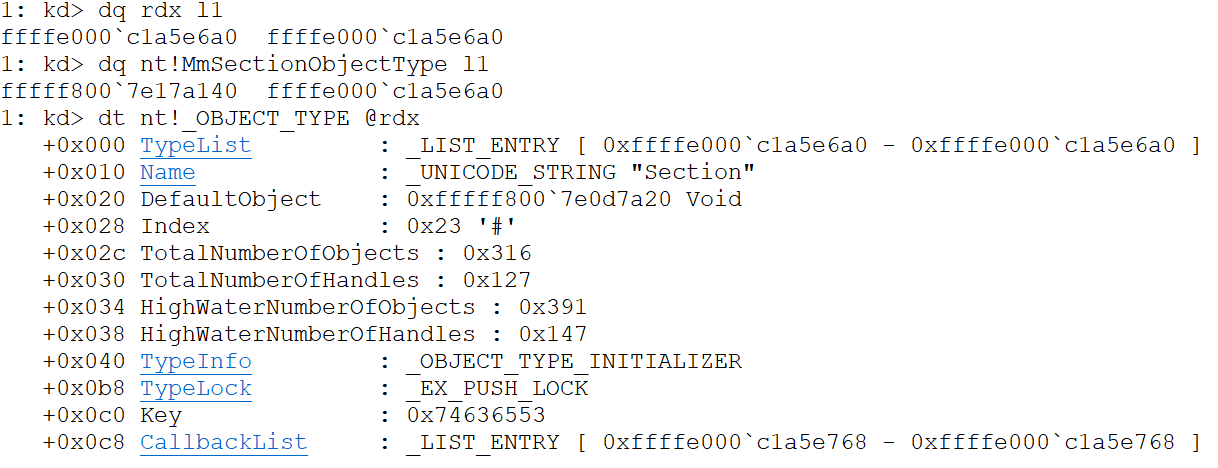 1: kd> dq rdx l1
ffffe000`c1a5e6a0  ffffe000`c1a5e6a0
1: kd> dq nt!MmSectionObjectType l1
fffff800`7e17a140  ffffe000`c1a5e6a0
1: kd> dt nt!_OBJECT_TYPE @rdx
   +0x000 TypeList         : _LIST_ENTRY [ 0xffffe000`c1a5e6a0 - 0xffffe000`c1a5e6a0 ]
   +0x010 Name             : _UNICODE_STRING "Section"
   +0x020 DefaultObject    : 0xfffff800`7e0d7a20 Void
   +0x028 Index            : 0x23 '#'
   +0x02c TotalNumberOfObjects : 0x316
   +0x030 TotalNumberOfHandles : 0x127
   +0x034 HighWaterNumberOfObjects : 0x391
   +0x038 HighWaterNumberOfHandles : 0x147
   +0x040 TypeInfo         : _OBJECT_TYPE_INITIALIZER
   +0x0b8 TypeLock         : _EX_PUSH_LOCK
   +0x0c0 Key              : 0x74636553
   +0x0c8 CallbackList     : _LIST_ENTRY [ 0xffffe000`c1a5e768 - 0xffffe000`c1a5e768 ]